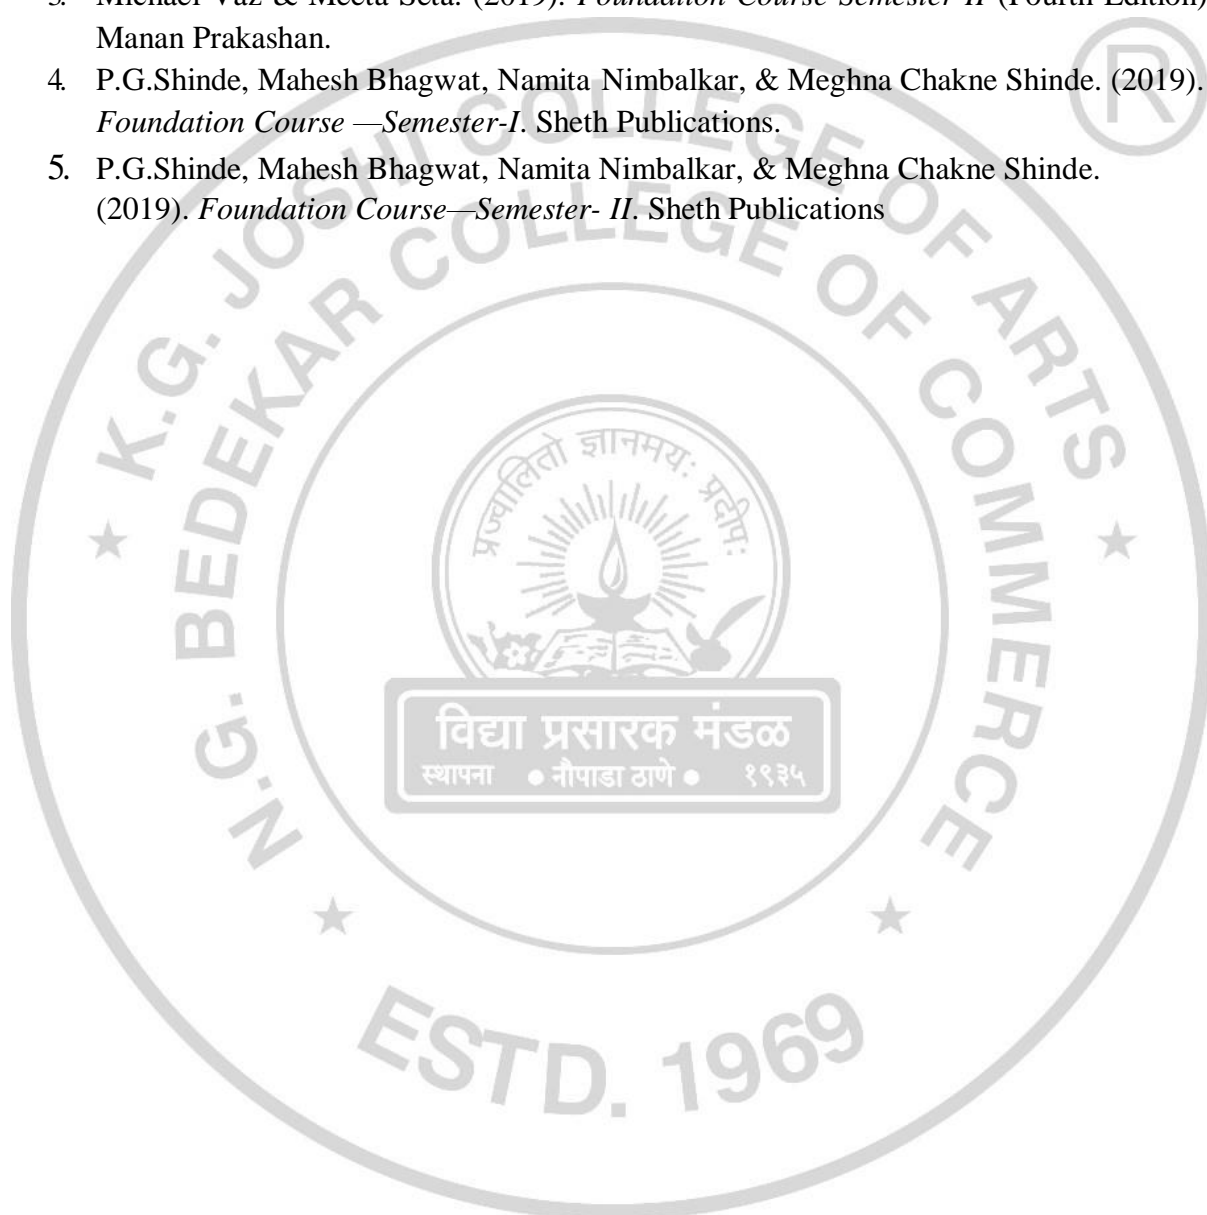 3. Michael Vaz & Meeta Seta. (2019). Foundation Course Semester II (Fourth Edition)
Manan Prakashan.
4. P.G.Shinde, Mahesh Bhagwat, Namita Nimbalkar, & Meghna Chakne Shinde. (2019).
Foundation Course —Semester-I. Sheth Publications.
5. P.G.Shinde, Mahesh Bhagwat, Namita Nimbalkar, & Meghna Chakne Shinde.
(2019). Foundation Course—Semester- II. Sheth Publications
R
K.G. JOSHI COLLEGE OF ARTS
N.G. BEDEKAR COLLEGE OF COMMERCE
प्रज्वालितो ज्ञानमयः प्रदीपः
विद्या प्रसारक मंडळ
स्थापना ● नौपाडा ठाणे ● १९३५
ESTD. 1969